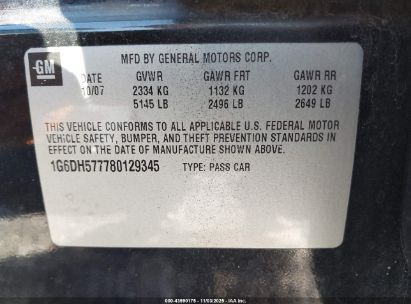 MFD BY GENERAL MOTORS CORP.
GM
DATE GVWR GAWR FRT GAWR RR
10/07 2334 KG 1132 KG 1202 KG
5145 LB 2496 LB 2649 LB
THIS VEHICLE CONFORMS TO ALL APPLICABLE U.S. FEDERAL MOTOR
VEHICLE SAFETY, BUMPER, AND THEFT PREVENTION STANDARDS IN
EFFECT ON THE DATE OF MANUFACTURE SHOWN ABOVE.
1G6DH577780129345 TYPE: PASS CAR